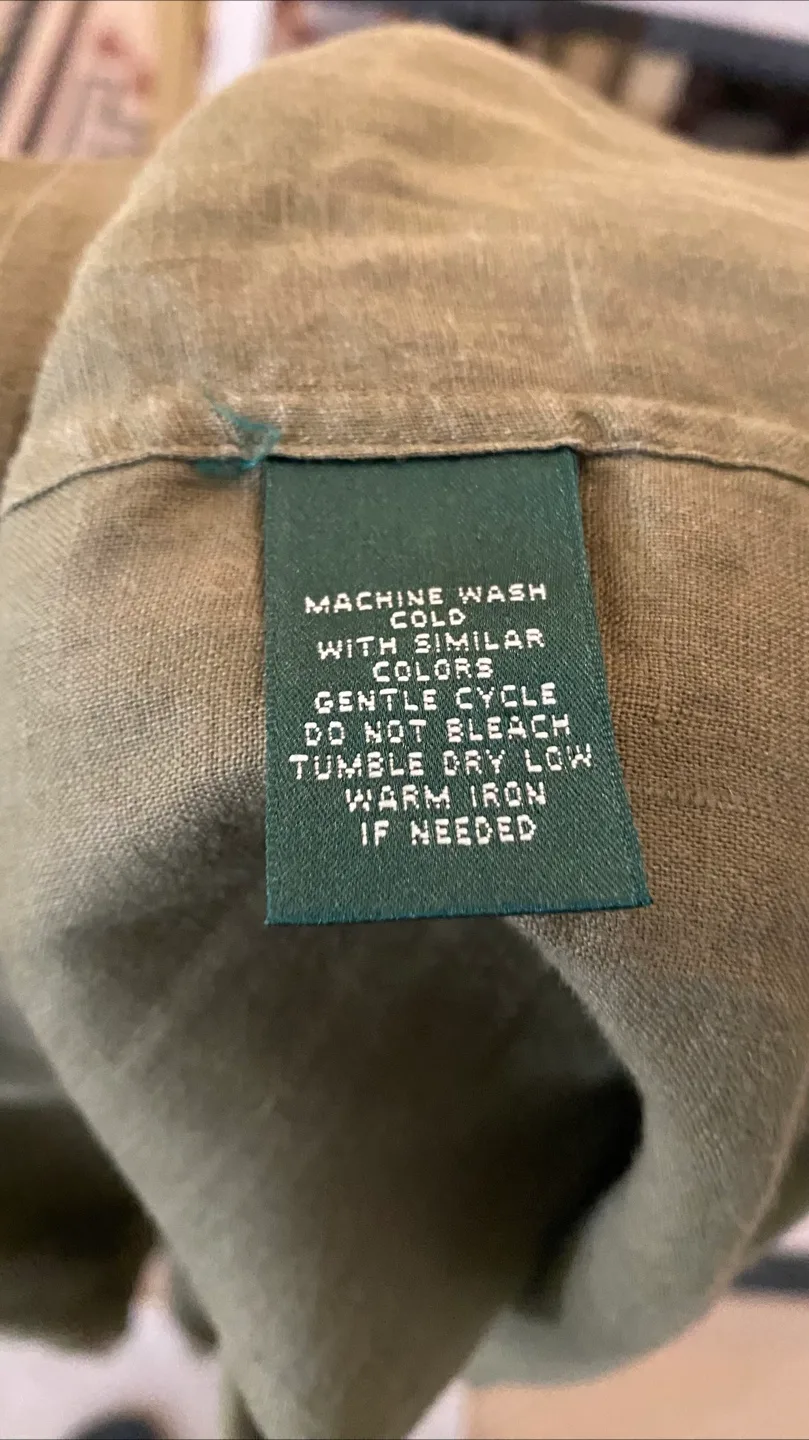 MACHINE WASH
COLD
WITH SIMILAR
COLORS
GENTLE CYCLE
DO NOT BLEACH
TUMBLE DRY LOW
WARM IRON
IF NEEDED